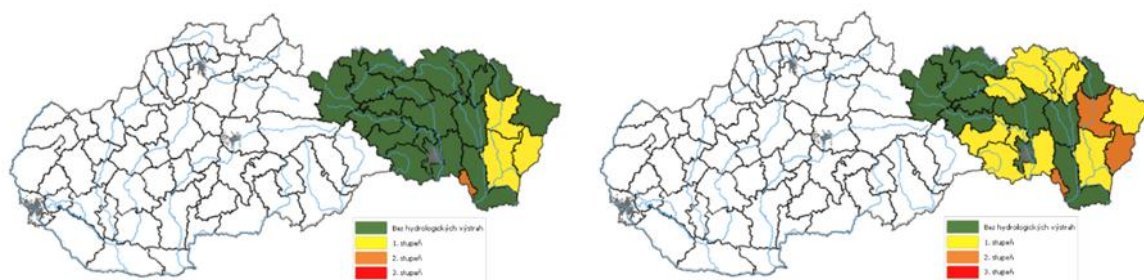 Bez hydrologických výstrah
1. stupeň
2. stupeň
3. stupeň
Bez hydrologických výstrah
1. stupeň
2. stupeň
3. stupeň